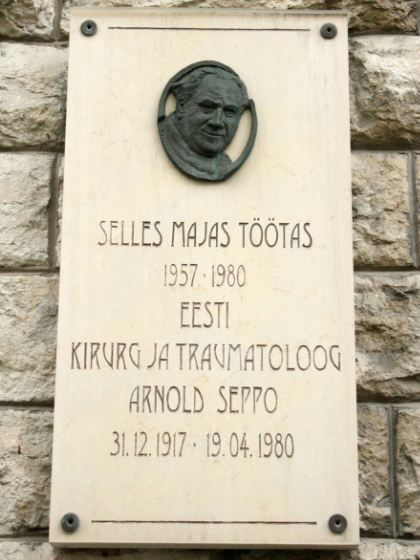 SELLES MAJAS TÖÖTAS
1957 · 1980
EESTI
KIRURG JA TRAUMATOLOOG
ARNOLD SEPPO
31.12.1917 · 19.04.1980